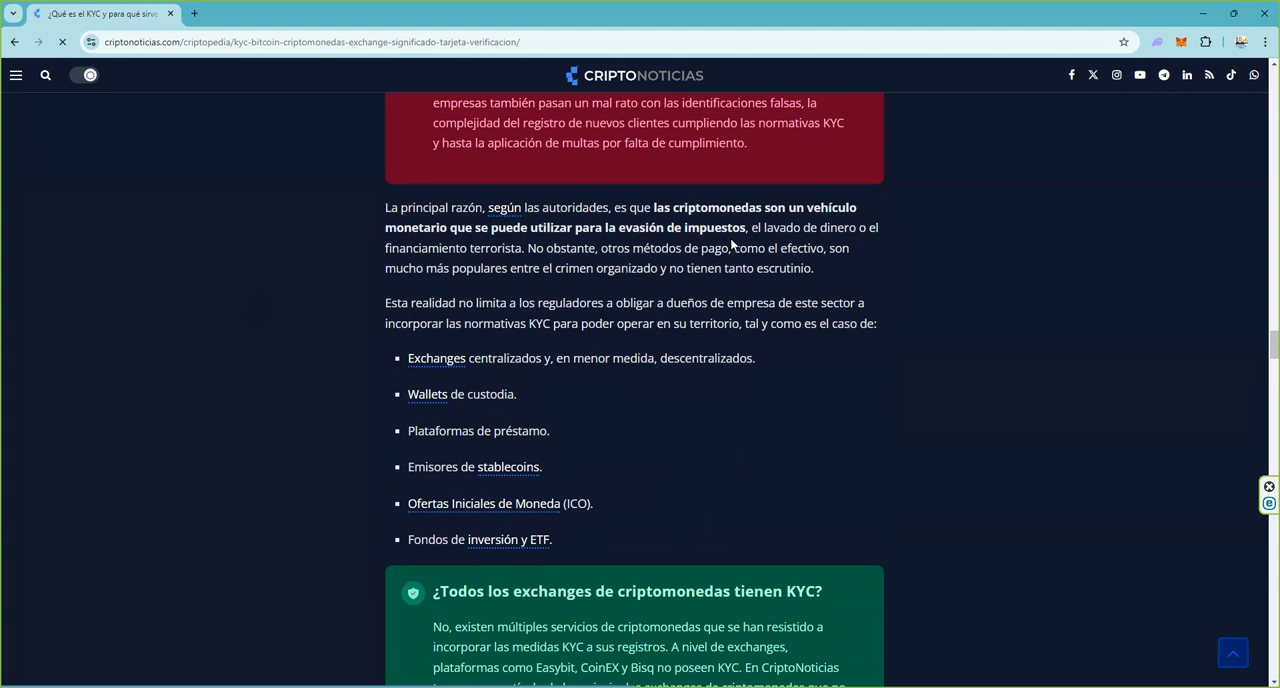 ¿Qué es el KYC y para qué sirve
criptonoticias.com/criptopedia/kyc-bitcoin-criptomonedas-exchange-significado-tarjeta-verificacion/
CRIPTONOTICIAS
empresas también pasan un mal rato con las identificaciones falsas, la
complejidad del registro de nuevos clientes cumpliendo las normativas KYC
y hasta la aplicación de multas por falta de cumplimiento.
La principal razón, según las autoridades, es que las criptomonedas son un vehículo
monetario que se puede utilizar para la evasión de impuestos, el lavado de dinero o el
financiamiento terrorista. No obstante, otros métodos de pago, como el efectivo, son
mucho más populares entre el crimen organizado y no tienen tanto escrutinio.
Esta realidad no limita a los reguladores a obligar a dueños de empresa de este sector a
incorporar las normativas KYC para poder operar en su territorio, tal y como es el caso de:
Exchanges centralizados y, en menor medida, descentralizados.
Wallets de custodia.
Plataformas de préstamo.
Emisores de stablecoins.
Ofertas Iniciales de Moneda (ICO).
Fondos de inversión y ETF.
¿Todos los exchanges de criptomonedas tienen KYC?
No, existen múltiples servicios de criptomonedas que se han resistido a
incorporar las medidas KYC a sus registros. A nivel de exchanges,
plataformas como Easybit, CoinEX y Bisq no poseen KYC. En CriptoNoticias